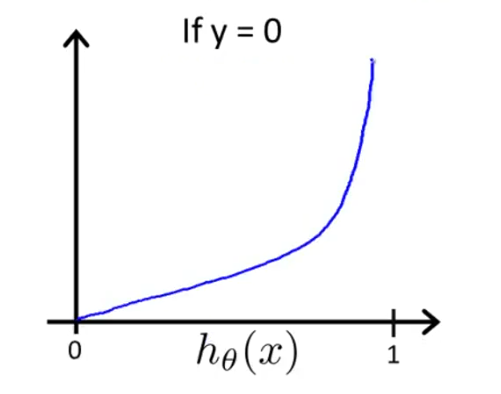 If y = 0
0 hθ(x) 1